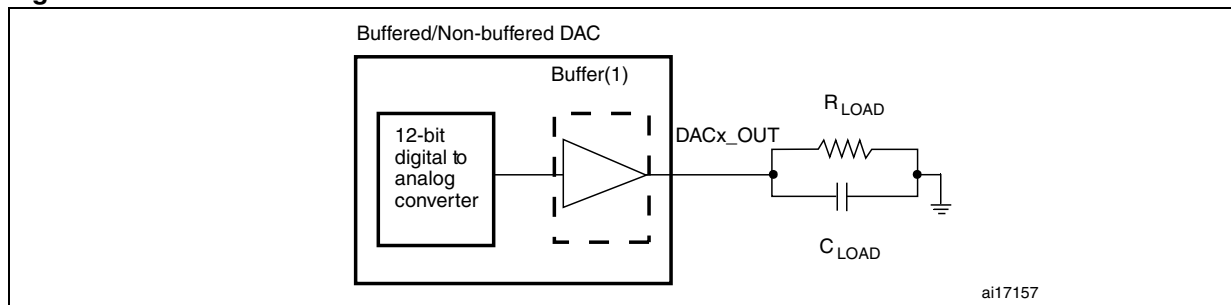 Buffered/Non-buffered DAC
Buffer(1)
12-bit
digital to
analog
converter
DACx_OUT
R LOAD
C LOAD
ai17157